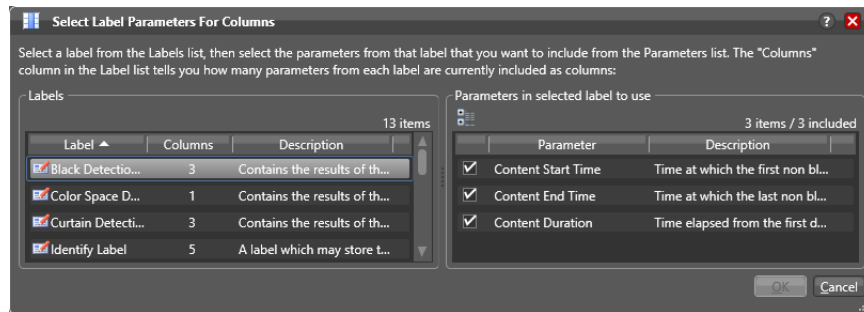 Select Label Parameters For Columns
Select a label from the Labels list, then select the parameters from that label that you want to include from the Parameters list. The "Columns"
column in the Label list tells you how many parameters from each label are currently included as columns:
Labels
13 items
Label Columns Description
Black Detectio... 3 Contains the results of th...
Color Space D... 1 Contains the results of th...
Curtain Detecti... 3 Contains the results of th...
Identify Label 5 A label which may store t...
Parameters in selected label to use
3 items / 3 included
Parameter Description
Content Start Time Time at which the first non bl...
Content End Time Time at which the last non bl...
Content Duration Time elapsed from the first d...
OK Cancel